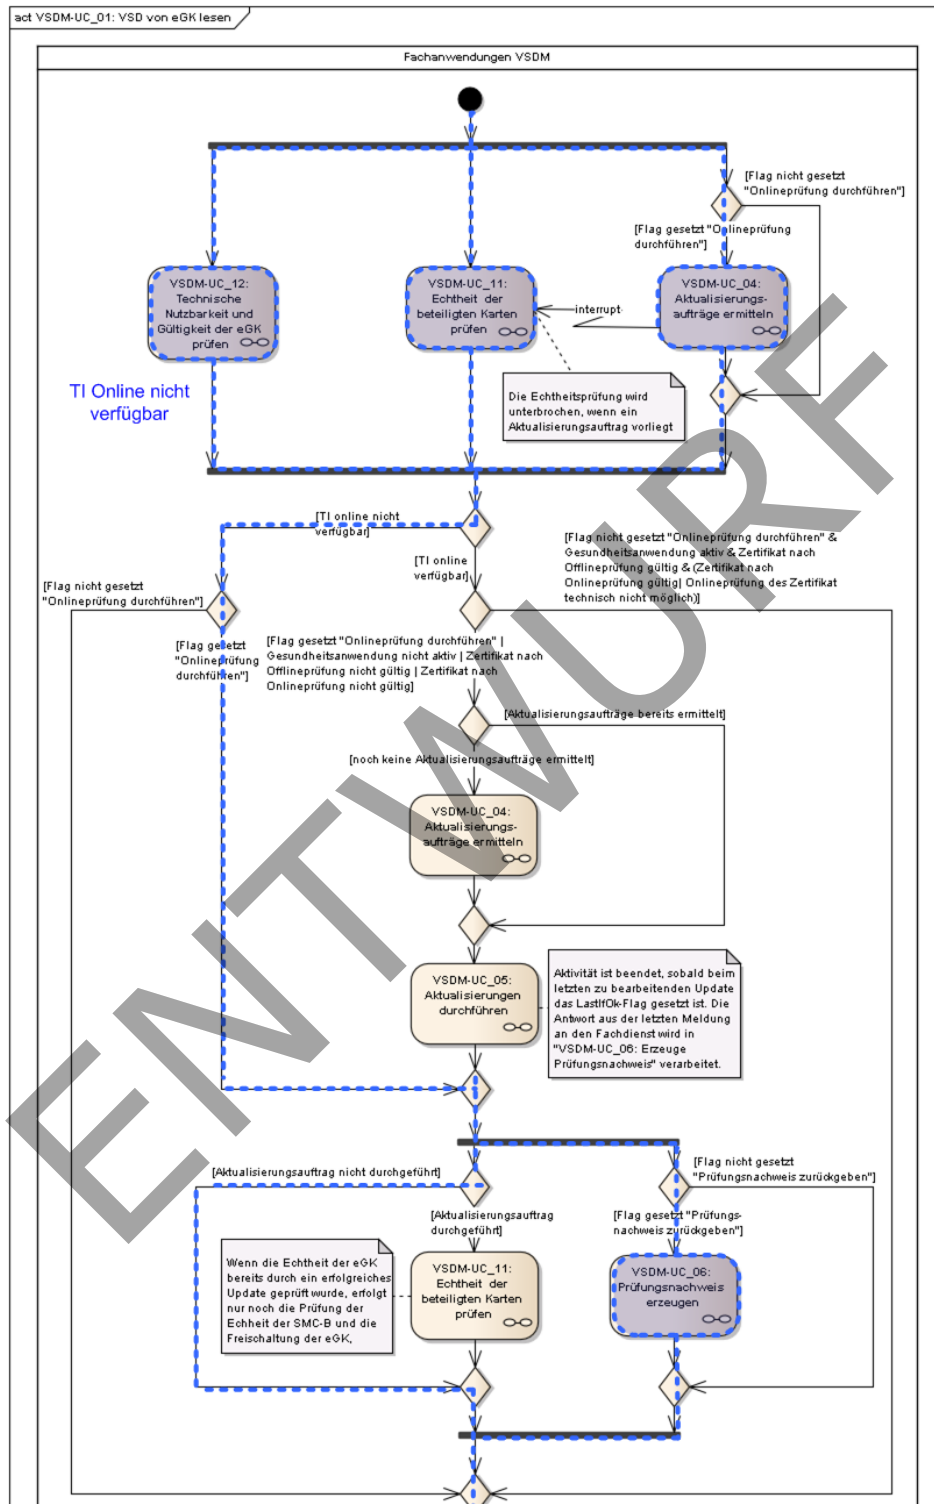 act VSDM-UC_01: VSD von eGK lesen
Fachanwendungen VSDM
[Flag nicht gesetzt
"Onlineprüfung durchführen"]
[Flag gesetzt "Onlineprüfung
durchführen"]
VSDM-UC_12:
Technische
Nutzbarkeit und
Gültigkeit der eGK
prüfen
VSDM-UC_11:
Echtheit der
beteiligten Karten
prüfen
VSDM-UC_04:
Aktualisierungs-
aufträge ermitteln
interrupt
TI Online nicht
verfügbar
Die Echtheitsprüfung wird
unterbrochen, wenn ein
Aktualisierungsauftrag vorliegt
[TI online nicht
verfügbar]
[TI online
verfügbar]
[Flag nicht gesetzt "Onlineprüfung durchführen" &
Gesundheitsanwendung aktiv & Zertifikat nach
Offlineprüfung gültig & (Zertifikat nach
Onlineprüfung gültig| Onlineprüfung des Zertifikat
technisch nicht möglich)]
[Flag nicht gesetzt
"Onlineprüfung durchführen"]
[Flag gesetzt
"Onlineprüfung
durchführen"]
[Flag gesetzt "Onlineprüfung durchführen" |
Gesundheitsanwendung nicht aktiv | Zertifikat nach
Offlineprüfung nicht gültig | Zertifikat nach
Onlineprüfung nicht gültig]
[Aktualisierungsaufträge bereits ermittelt]
[noch keine Aktualisierungsaufträge ermittelt]
VSDM-UC_04:
Aktualisierungs-
aufträge ermitteln
VSDM-UC_05:
Aktualisierungen
durchführen
Aktivität ist beendet, sobald beim
letzten zu bearbeitenden Update
das LastIfOk-Flag gesetzt ist. Die
Antwort aus der letzten Meldung
an den Fachdienst wird in
"VSDM-UC_06: Erzeuge
Prüfungsnachweis" verarbeitet.
[Aktualisierungsauftrag nicht durchgeführt]
[Flag nicht gesetzt
"Prüfungsnachweis zurückgeben"]
[Aktualisierungsauftrag
durchgeführt]
[Flag gesetzt "Prüfungs-
nachweis zurückgeben"]
Wenn die Echtheit der eGK
bereits durch ein erfolgreiches
Update geprüft wurde, erfolgt
nur noch die Prüfung der
Echheit der SMC-B und die
Freischaltung der eGK,
VSDM-UC_11:
Echtheit der
beteiligten Karten
prüfen
VSDM-UC_06:
Prüfungsnachweis
erzeugen
ENTWURF